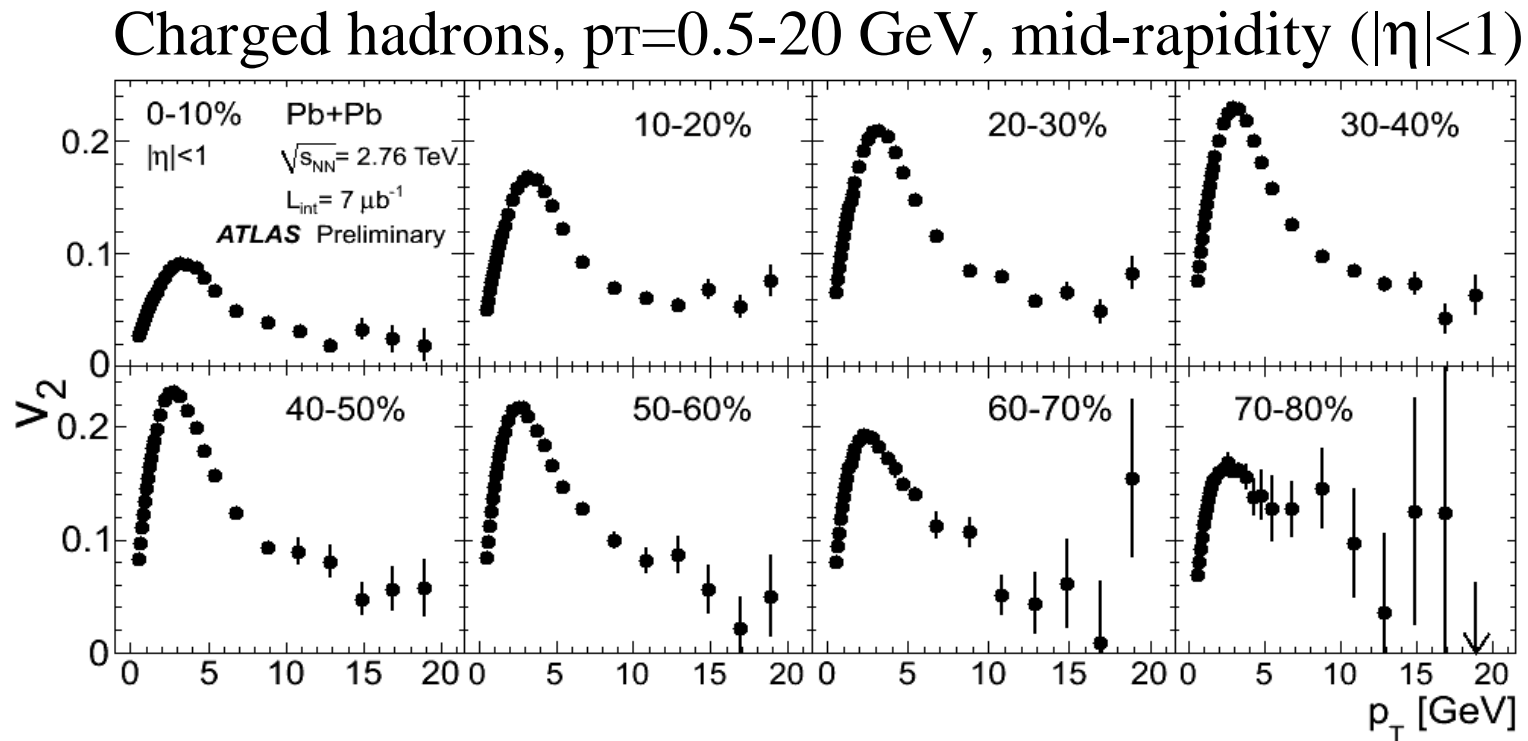 Charged hadrons, pT=0.5-20 GeV, mid-rapidity (|η|<1)
0-10% Pb+Pb
|η|<1 √sNN= 2.76 TeV
Lint= 7 μb-1
ATLAS Preliminary
10-20%
20-30%
30-40%
0.2
0.1
0
v2
40-50%
50-60%
60-70%
70-80%
0.2
0.1
0
0 5 10 15 20 0 5 10 15 20 0 5 10 15 20 0 5 10 15 20
pT [GeV]